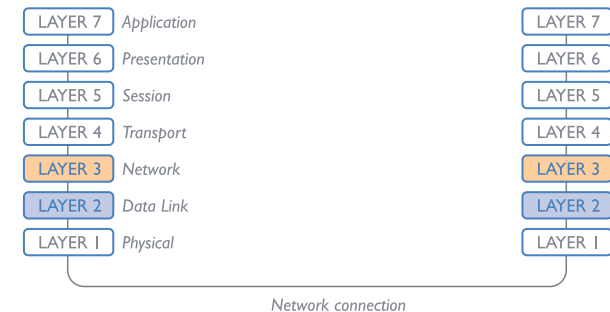 LAYER 7 Application LAYER 7
LAYER 6 Presentation LAYER 6
LAYER 5 Session LAYER 5
LAYER 4 Transport LAYER 4
LAYER 3 Network LAYER 3
LAYER 2 Data Link LAYER 2
LAYER 1 Physical LAYER 1
Network connection